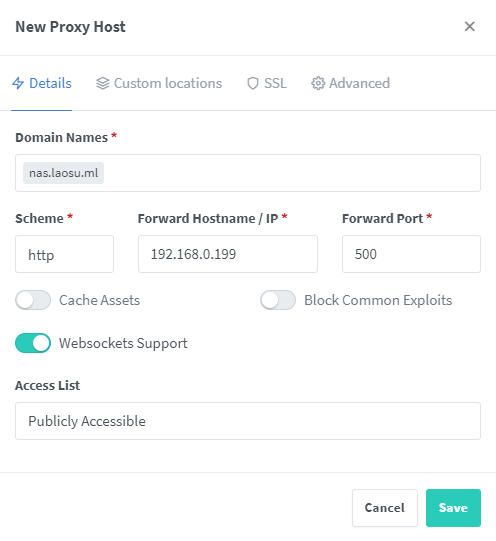 New Proxy Host
Details Custom locations SSL Advanced
Domain Names *
nas.laosu.ml
Scheme * Forward Hostname / IP * Forward Port *
http 192.168.0.199 500
Cache Assets Block Common Exploits
Websockets Support
Access List
Publicly Accessible
Cancel Save